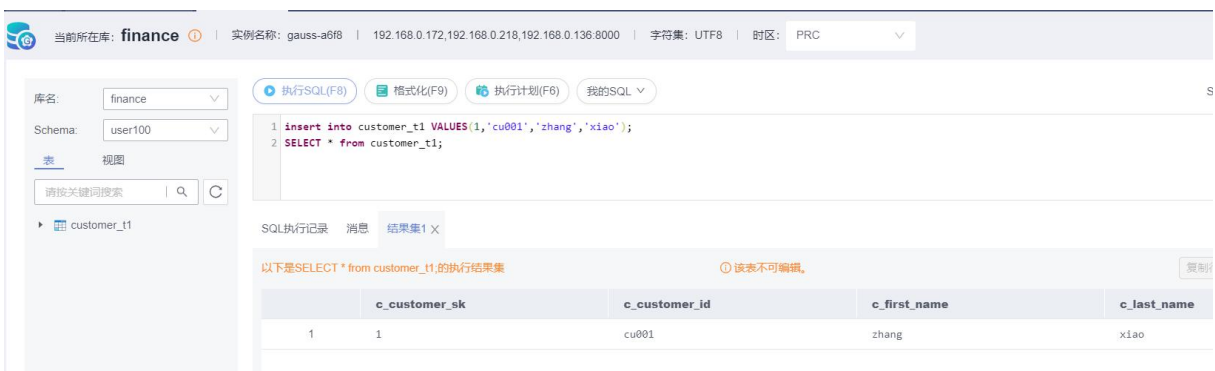 当前所在库: finance | 实例名称: gauss-a6f8 | 192.168.0.172,192.168.0.218,192.168.0.136:8000 | 字符集: UTF8 | 时区: PRC
库名: finance
Schema: user100
表 视图
请按关键词搜索
customer_t1
执行SQL(F8) 格式化(F9) 执行计划(F6) 我的SQL
S
1 insert into customer_t1 VALUES(1,'cu001','zhang','xiao');
2 SELECT * from customer_t1;
SQL执行记录 消息 结果集1 X
以下是SELECT * from customer_t1;的执行结果集 该表不可编辑。 复制
c_customer_sk c_customer_id c_first_name c_last_name
1 1 cu001 zhang xiao